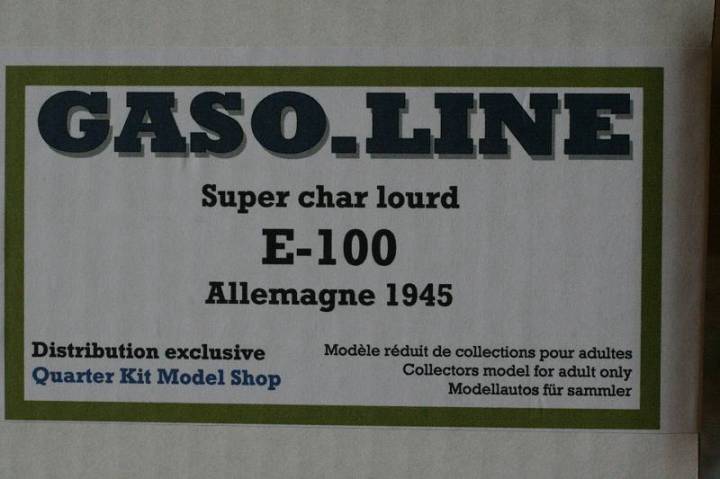 GASO.LINE
Super char lourd
E-100
Allemagne 1945
Distribution exclusive
Quarter Kit Model Shop
Modèle réduit de collections pour adultes
Collectors model for adult only
Modellautos für sammler